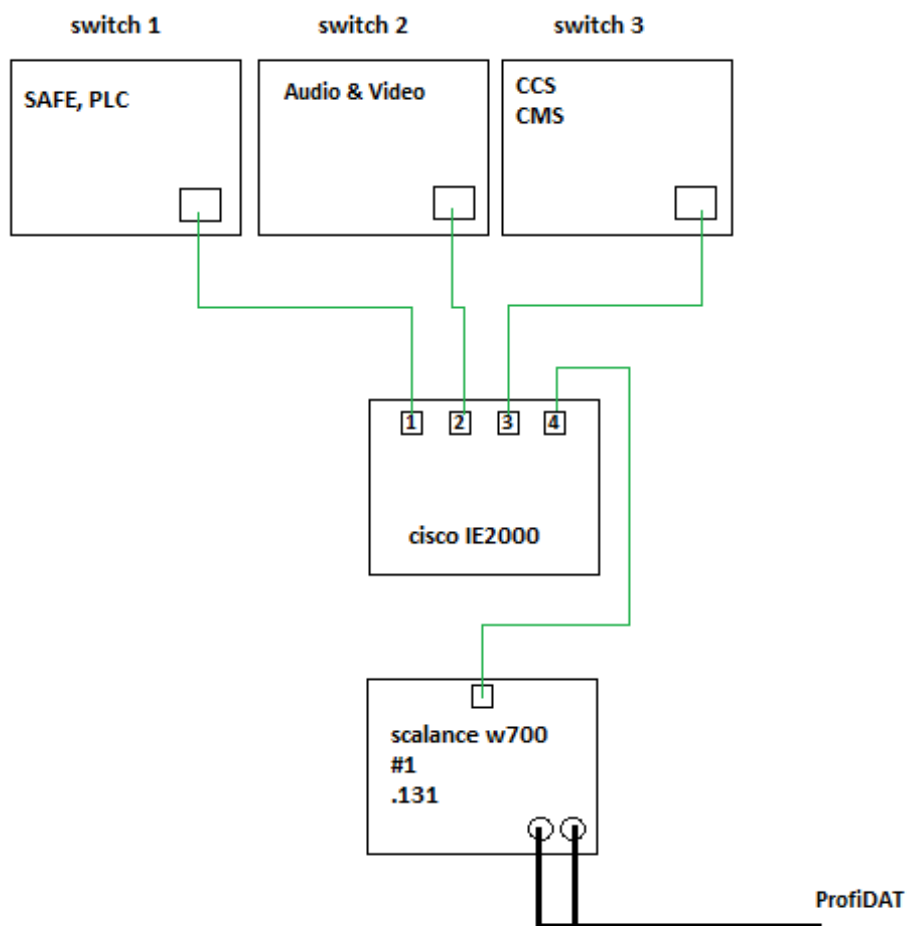 switch 1
switch 2
switch 3
SAFE, PLC
Audio & Video
CCS
CMS
1
2
3
4
cisco IE2000
scalance w700
#1
.131
ProfiDAT